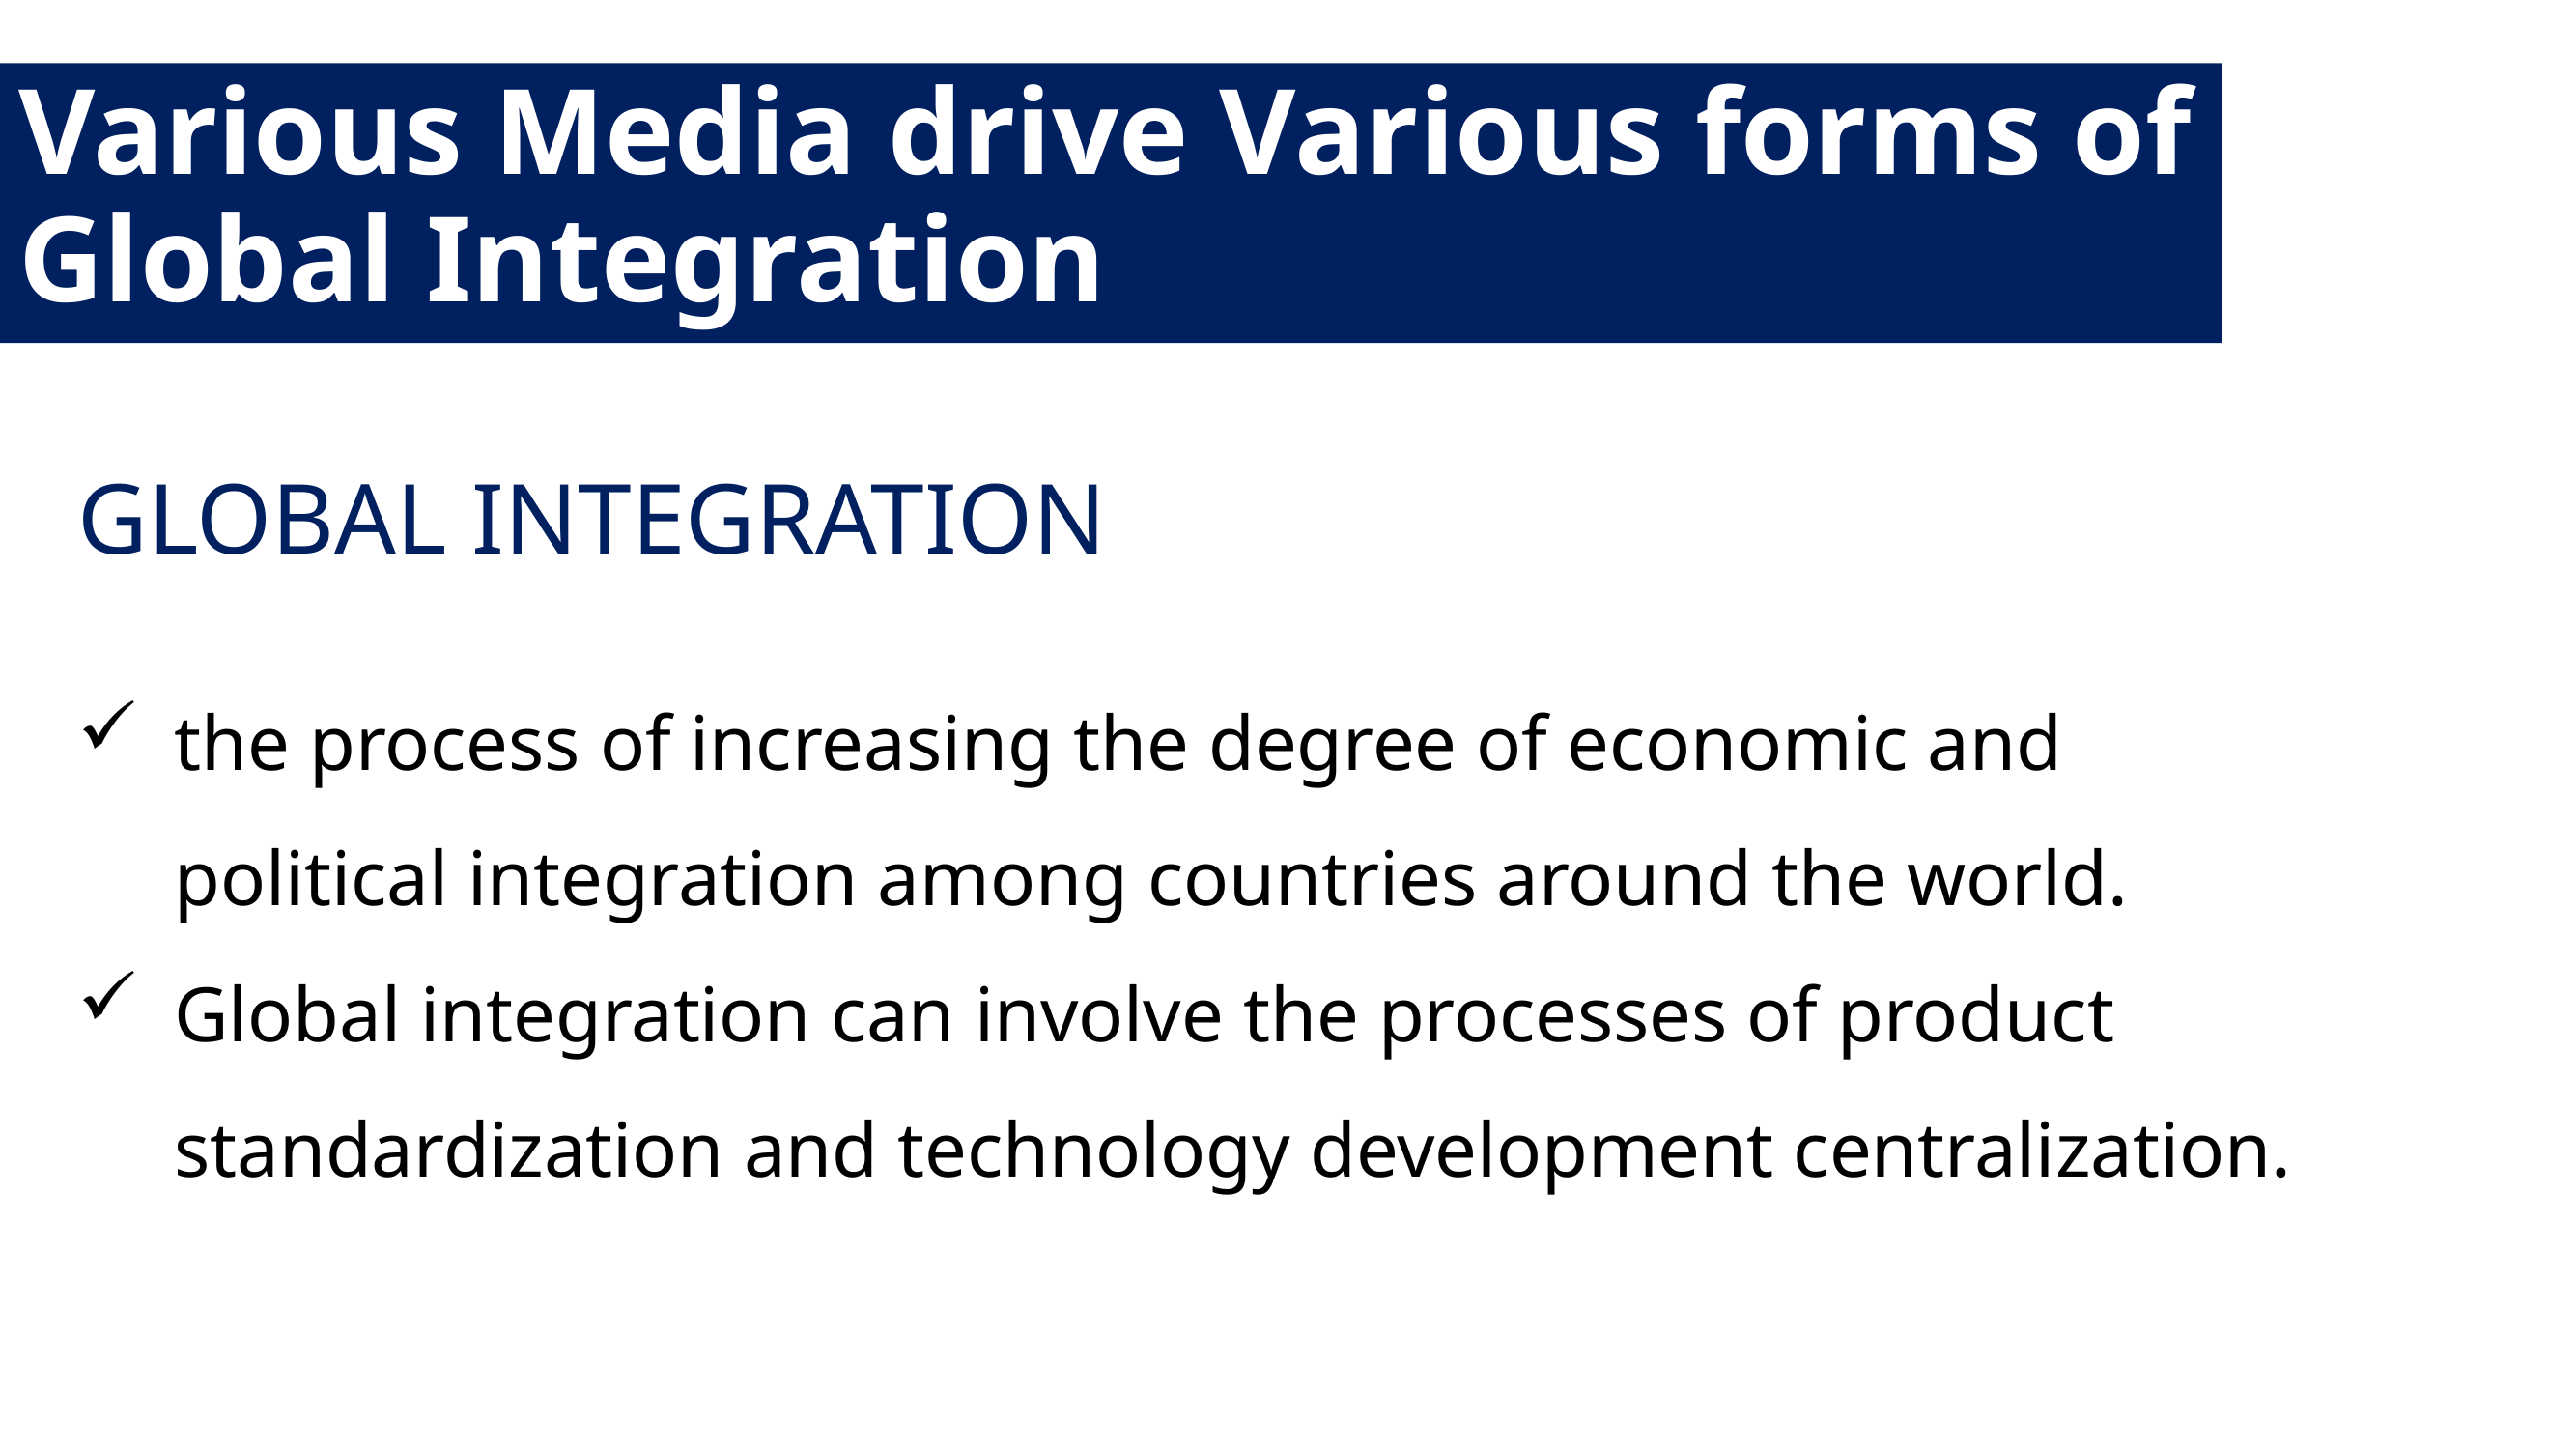 Various Media drive Various forms of
Global Integration
GLOBAL INTEGRATION
✓ the process of increasing the degree of economic and
political integration among countries around the world.
✓ Global integration can involve the processes of product
standardization and technology development centralization.